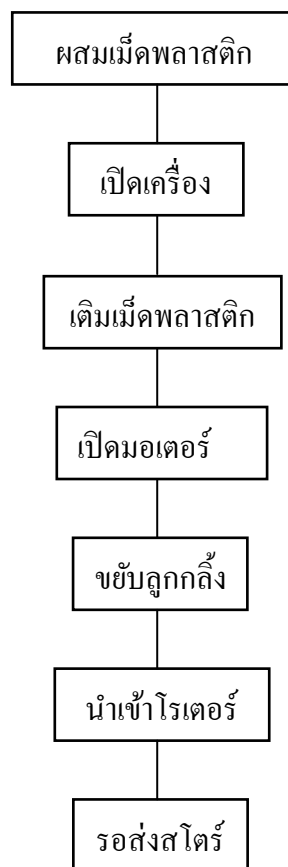 ผสมเม็ดพลาสติก
เปิดเครื่อง
เติมเม็ดพลาสติก
เปิดมอเตอร์
ขยับลูกกลิ้ง
นำเข้าโรเตอร์
รอส่งสโตร์